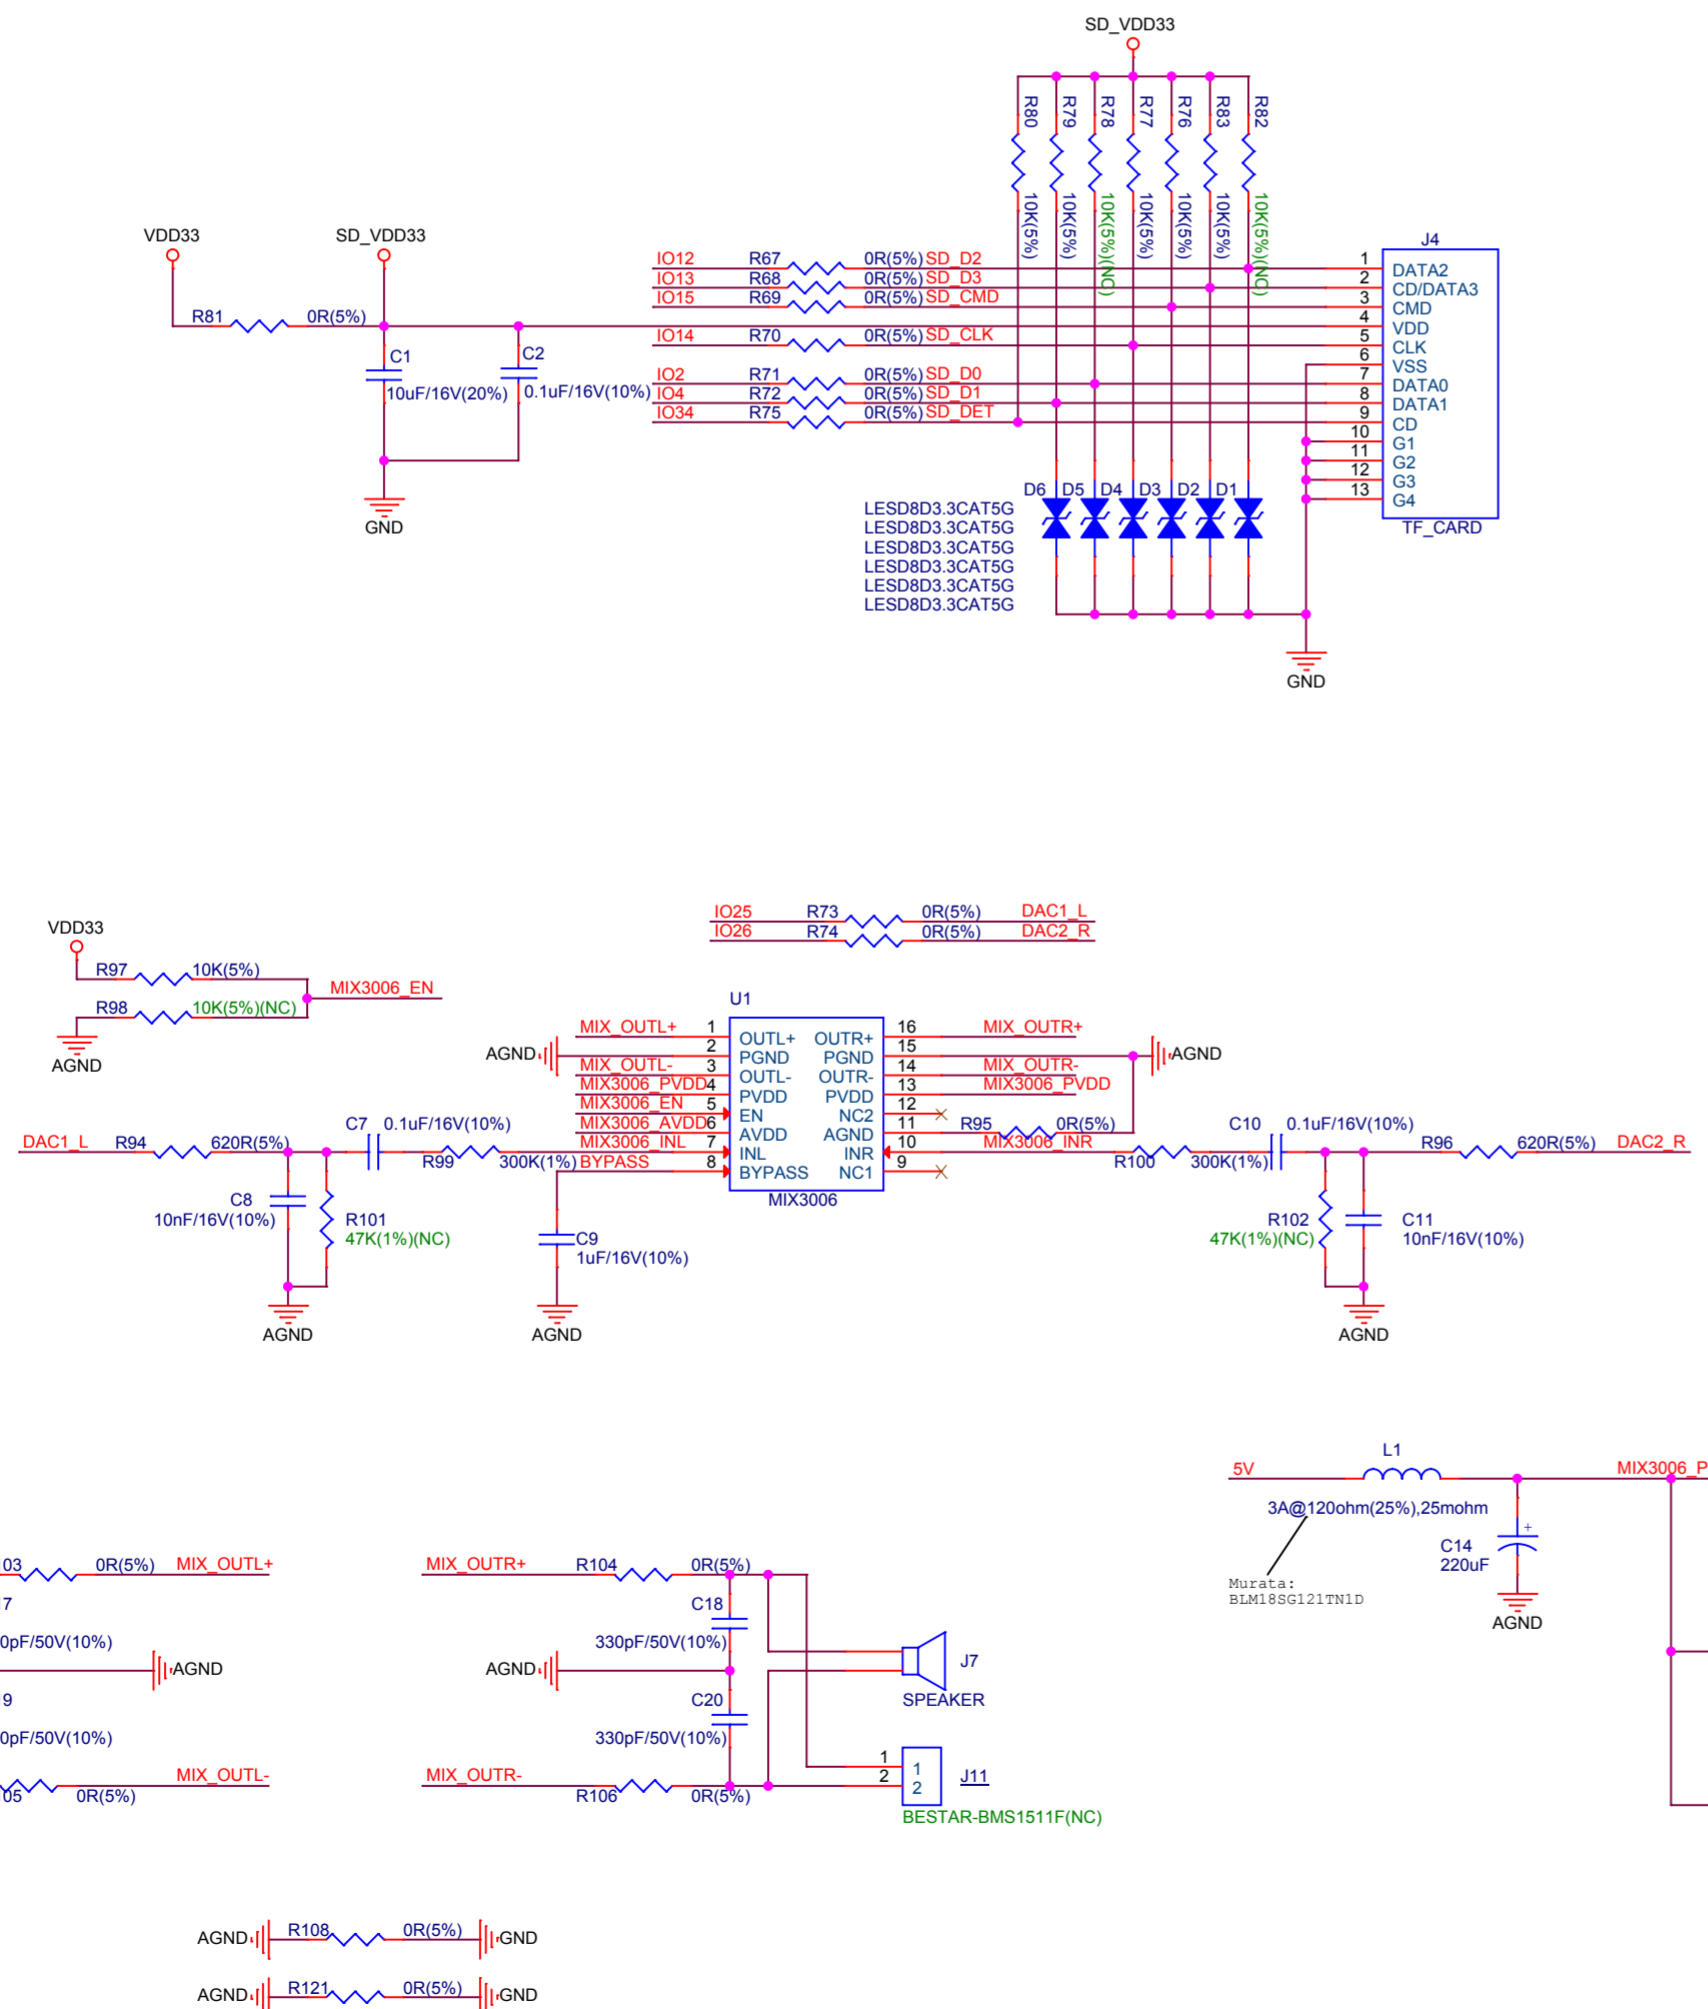 SD_VDD33
R80
R79
R78
R77
R76
R83
R82
10K(5%)
10K(5%)
10K(5%)(NC)
10K(5%)
10K(5%)
10K(5%)
10K(5%)(NC)
VDD33
SD_VDD33
R81 0R(5%)
C1
10uF/16V(20%)
C2
0.1uF/16V(10%)
GND
IO12 R67 0R(5%) SD_D2
IO13 R68 0R(5%) SD_D3
IO15 R69 0R(5%) SD_CMD
IO14 R70 0R(5%) SD_CLK
IO2 R71 0R(5%) SD_D0
IO4 R72 0R(5%) SD_D1
IO34 R75 0R(5%) SD_DET
J4
1 DATA2
2 CD/DATA3
3 CMD
4 VDD
5 CLK
6 VSS
7 DATA0
8 DATA1
9 CD
10 G1
11 G2
12 G3
13 G4
TF_CARD
D6 D5 D4 D3 D2 D1
LESD8D3.3CAT5G
LESD8D3.3CAT5G
LESD8D3.3CAT5G
LESD8D3.3CAT5G
LESD8D3.3CAT5G
LESD8D3.3CAT5G
GND
IO25 R73 0R(5%) DAC1_L
IO26 R74 0R(5%) DAC2_R
VDD33
R97 10K(5%)
MIX3006_EN
R98 10K(5%)(NC)
AGND
U1
MIX_OUTL+ 1 OUTL+ OUTR+ 16 MIX_OUTR+
AGND 2 PGND PGND 15 AGND
MIX_OUTL- 3 OUTL- OUTR- 14 MIX_OUTR-
MIX3006_PVDD 4 PVDD PVDD 13 MIX3006_PVDD
MIX3006_EN 5 EN NC2 12
MIX3006_AVDD 6 AVDD AGND 11 R95 0R(5%)
MIX3006_INL 7 INL INR 10 MIX3006_INR
BYPASS 8 BYPASS NC1 9
MIX3006
DAC1_L R94 620R(5%)
C7 0.1uF/16V(10%)
R99 300K(1%)
C8
10nF/16V(10%)
R101
47K(1%)(NC)
AGND
C9
1uF/16V(10%)
AGND
R100 300K(1%)
C10 0.1uF/16V(10%)
R96 620R(5%) DAC2_R
R102
47K(1%)(NC)
C11
10nF/16V(10%)
AGND
5V
L1
3A@120ohm(25%),25mohm
MIX3006_P
C14
220uF
AGND
Murata:
BLM18SG121TN1D
03 0R(5%) MIX_OUTL+
7
0pF/50V(10%)
AGND
9
0pF/50V(10%)
05 0R(5%) MIX_OUTL-
MIX_OUTR+ R104 0R(5%)
C18
330pF/50V(10%)
AGND
C20
330pF/50V(10%)
MIX_OUTR- R106 0R(5%)
J7
SPEAKER
1 1
2 2
J11
BESTAR-BMS1511F(NC)
AGND R108 0R(5%) GND
AGND R121 0R(5%) GND